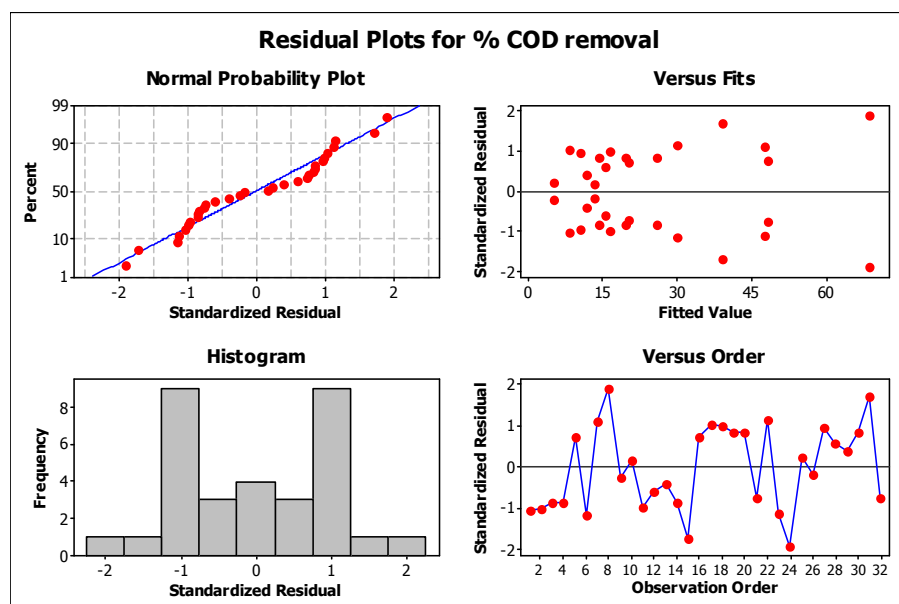 Residual Plots for % COD removal
Normal Probability Plot
99
90
50
10
1
Percent
-2 -1 0 1 2
Standardized Residual
Versus Fits
2
1
0
-1
-2
Standardized Residual
0 15 30 45 60
Fitted Value
Histogram
8
6
4
2
0
Frequency
-2 -1 0 1 2
Standardized Residual
Versus Order
2
1
0
-1
-2
Standardized Residual
2 4 6 8 10 12 14 16 18 20 22 24 26 28 30 32
Observation Order